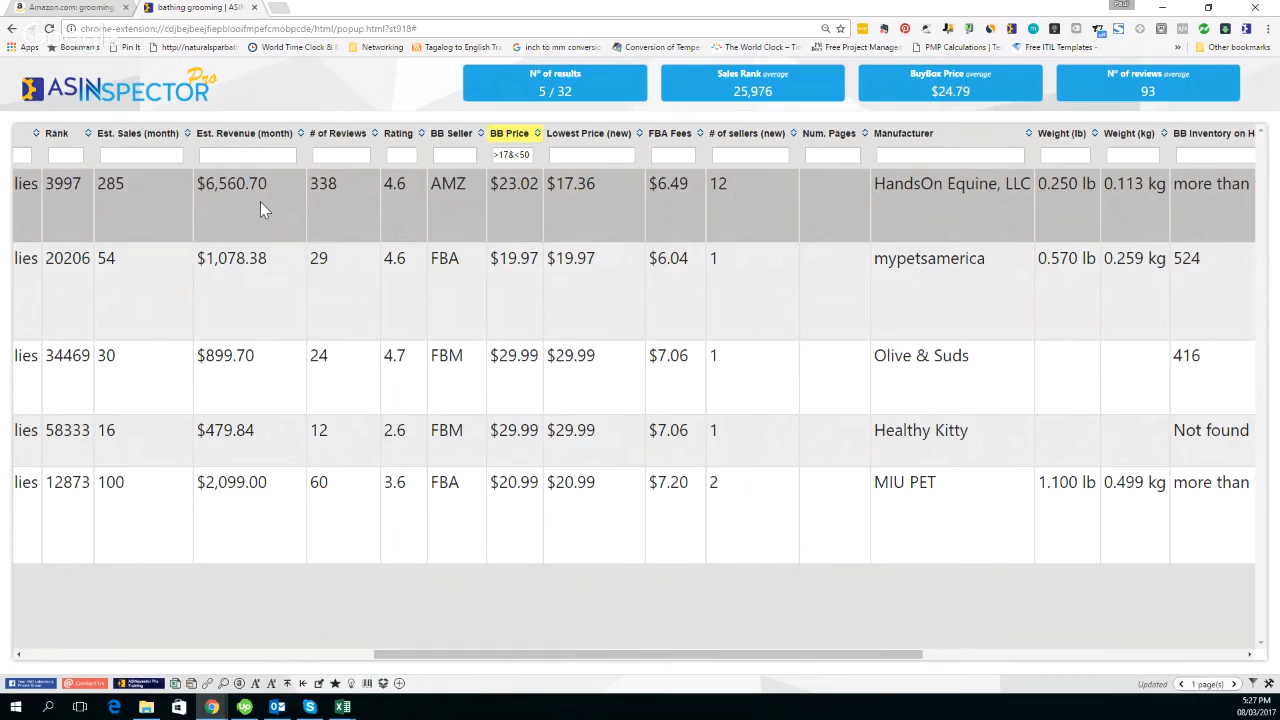 Paul
Amazon.com: grooming
bathing grooming | ASIN
chrome-extension://cdjbejbeejfiepblooifmpefcmobpcde/html/popup.html?st918#
Apps
Bookmarks
Pin It
http://naturalsparbat
World Time Clock &
Networking
Tagalog to English Tra
inch to mm conversio
Conversion of Tempe
The World Clock – Tim
Free Project Manager
PMP Calculations | Te
Free ITIL Templates -
»
Other bookmarks
ASINSPECTOR Pro
Nº of results
5 / 32
Sales Rank average
25,976
BuyBox Price average
$24.79
Nº of reviews average
93
Rank Est. Sales (month) Est. Revenue (month) # of Reviews Rating BB Seller BB Price Lowest Price (new) FBA Fees # of sellers (new) Num. Pages Manufacturer Weight (lb) Weight (kg) BB Inventory on H
>17&<50
lies 3997 285 $6,560.70 338 4.6 AMZ $23.02 $17.36 $6.49 12 HandsOn Equine, LLC 0.250 lb 0.113 kg more than
lies 20206 54 $1,078.38 29 4.6 FBA $19.97 $19.97 $6.04 1 mypetsamerica 0.570 lb 0.259 kg 524
lies 34469 30 $899.70 24 4.7 FBM $29.99 $29.99 $7.06 1 Olive & Suds 416
lies 58333 16 $479.84 12 2.6 FBM $29.99 $29.99 $7.06 1 Healthy Kitty Not found
lies 12873 100 $2,099.00 60 3.6 FBA $20.99 $20.99 $7.20 2 MIU PET 1.100 lb 0.499 kg more than
@ Contact Us
ASINspector Pro
Training
Updated
1 page(s)
5:27 PM
08/03/2017